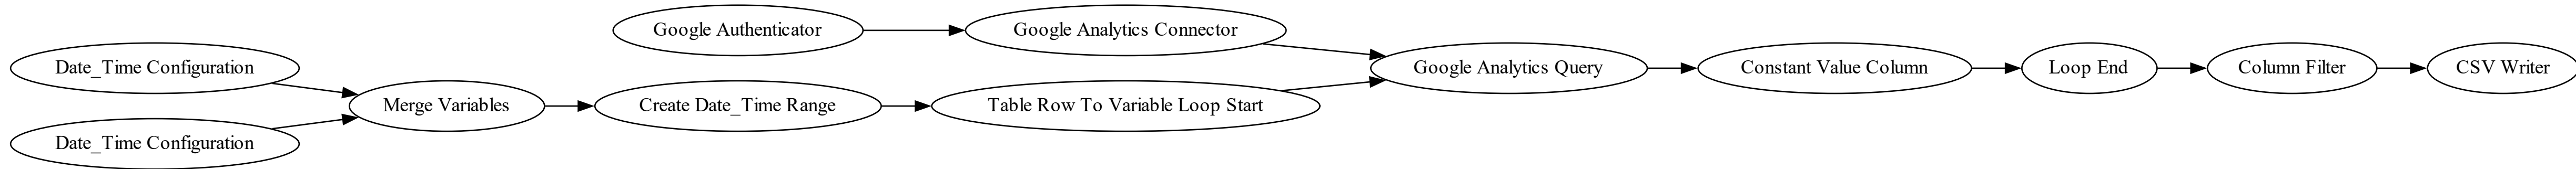 Google Authenticator
Google Analytics Connector
Date_Time Configuration
Google Analytics Query
Constant Value Column
Loop End
Column Filter
CSV Writer
Merge Variables
Create Date_Time Range
Table Row To Variable Loop Start
Date_Time Configuration